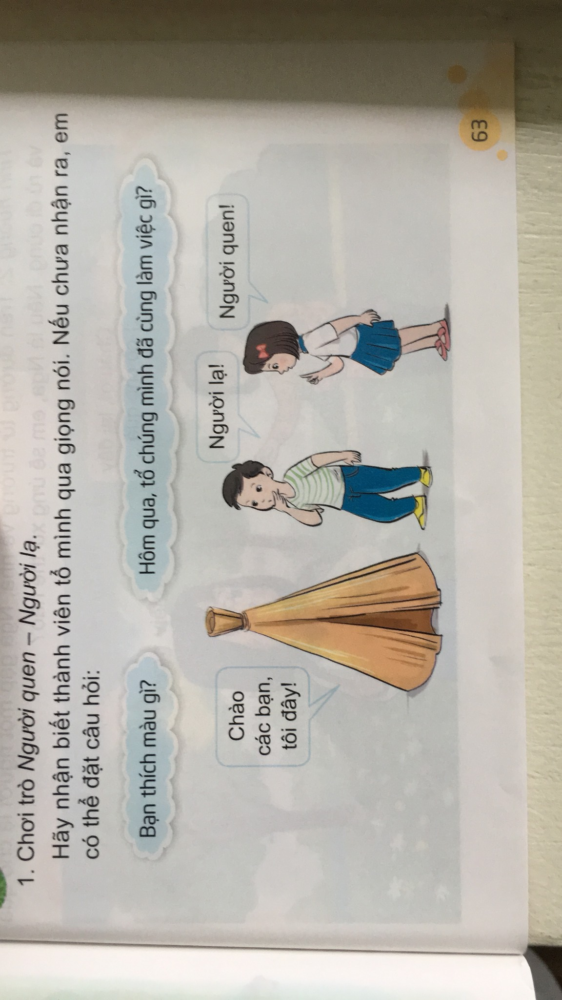 1. Chơi trò Người quen – Người lạ.
Hãy nhận biết thành viên tổ mình qua giọng nói. Nếu chưa nhận ra, em
có thể đặt câu hỏi:
Bạn thích màu gì?
Hôm qua, tổ chúng mình đã cùng làm việc gì?
Chào
các bạn,
tôi đây!
Người lạ!
Người quen!
63